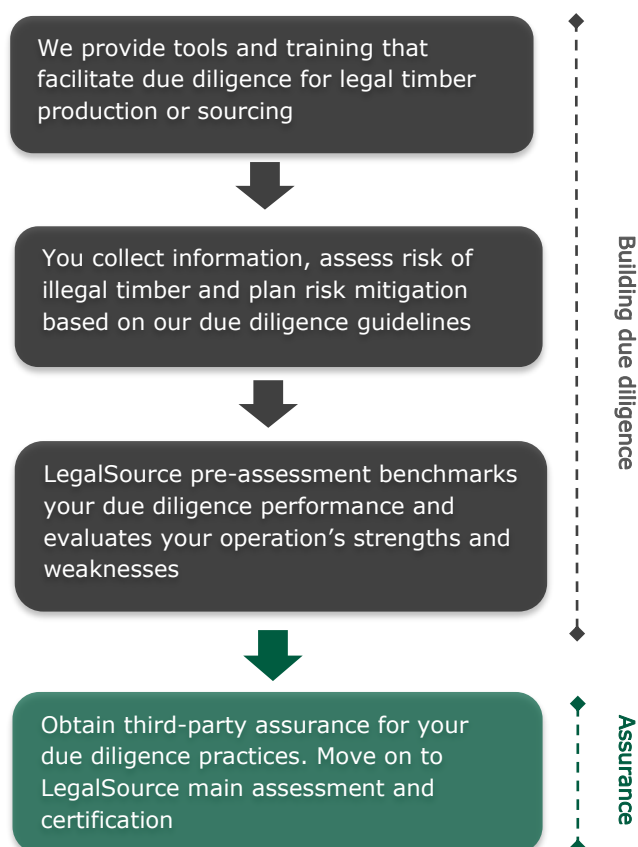 We provide tools and training that
facilitate due diligence for legal timber
production or sourcing
You collect information, assess risk of
illegal timber and plan risk mitigation
based on our due diligence guidelines
LegalSource pre-assessment benchmarks
your due diligence performance and
evaluates your operation’s strengths and
weaknesses
Building due diligence
Obtain third-party assurance for your
due diligence practices. Move on to
LegalSource main assessment and
certification
Assurance